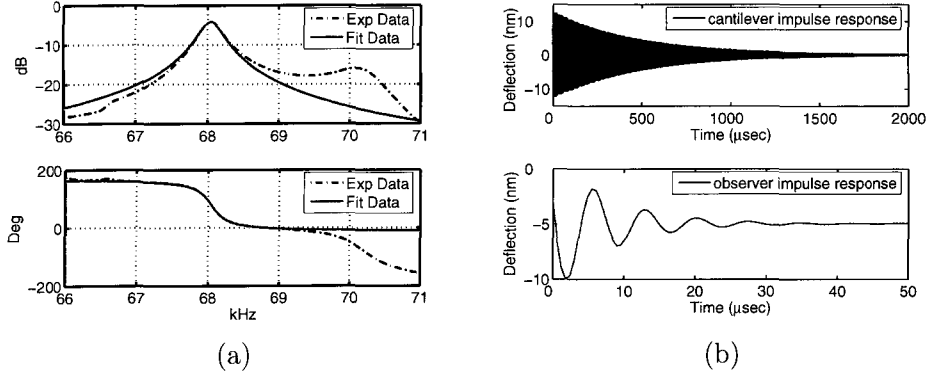 (a)
dB
-10
-20
-30
66
67
68
69
70
71
Exp Data
Fit Data
Deg
200
0
-200
66
67
68
69
70
71
kHz
Exp Data
Fit Data
(b)
Deflection (nm)
10
0
-10
500
1000
1500
2000
Time (μsec)
cantilever impulse response
Deflection (nm)
0
-5
-10
0
10
20
30
40
50
Time (μsec)
observer impulse response
(a)
(b)